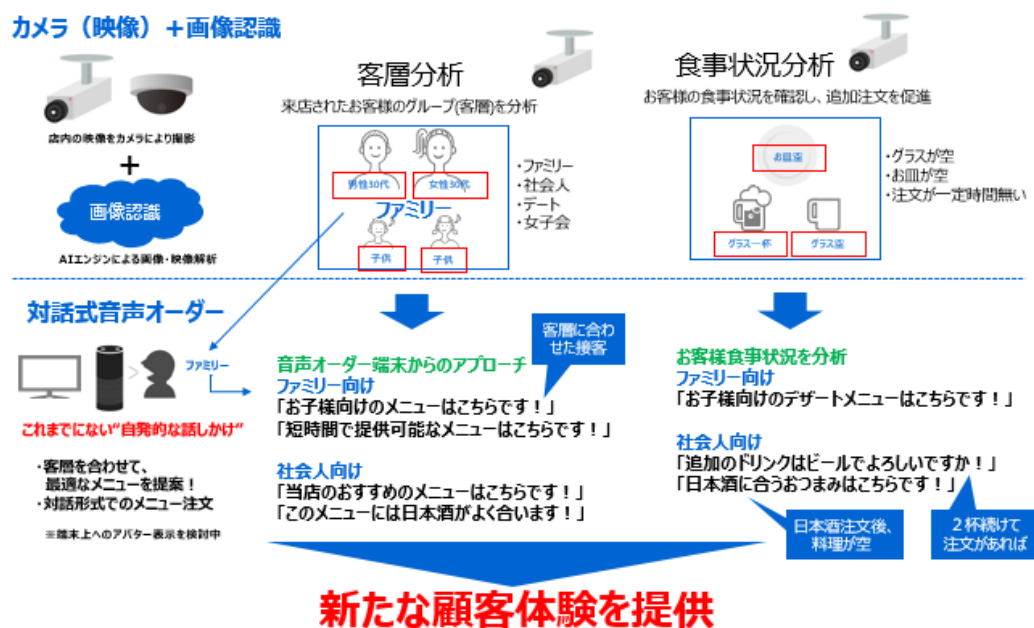 カメラ（映像）＋画像認識
店内の映像をカメラにより撮影
+
画像認識
AIエンジンによる画像・映像解析
客層分析
来店されたお客様のグループ(客層)を分析
男性30代
女性30代
ファミリー
子供
子供
・ファミリー
・社会人
・デート
・女子会
食事状況分析
お客様の食事状況を確認し、追加注文を促進
お皿空
グラス一杯
グラス空
・グラスが空
・お皿が空
・注文が一定時間無い
対話式音声オーダー
ファミリー
これまでにない“自発的な話しかけ”
・客層を合わせて、
最適なメニューを提案！
・対話形式でのメニュー注文
※端末上へのアバター表示を検討中
客層に合わ
せた接客
音声オーダー端末からのアプローチ
ファミリー向け
「お子様向けのメニューはこちらです！」
「短時間で提供可能なメニューはこちらです！」
社会人向け
「当店のおすすめのメニューはこちらです！」
「このメニューには日本酒がよく合います！」
お客様食事状況を分析
ファミリー向け
「お子様向けのデザートメニューはこちらです！」
社会人向け
「追加のドリンクはビールでよろしいですか！」
「日本酒に合うおつまみはこちらです！」
日本酒注文後、
料理が空
２杯続けて
注文があれば
新たな顧客体験を提供